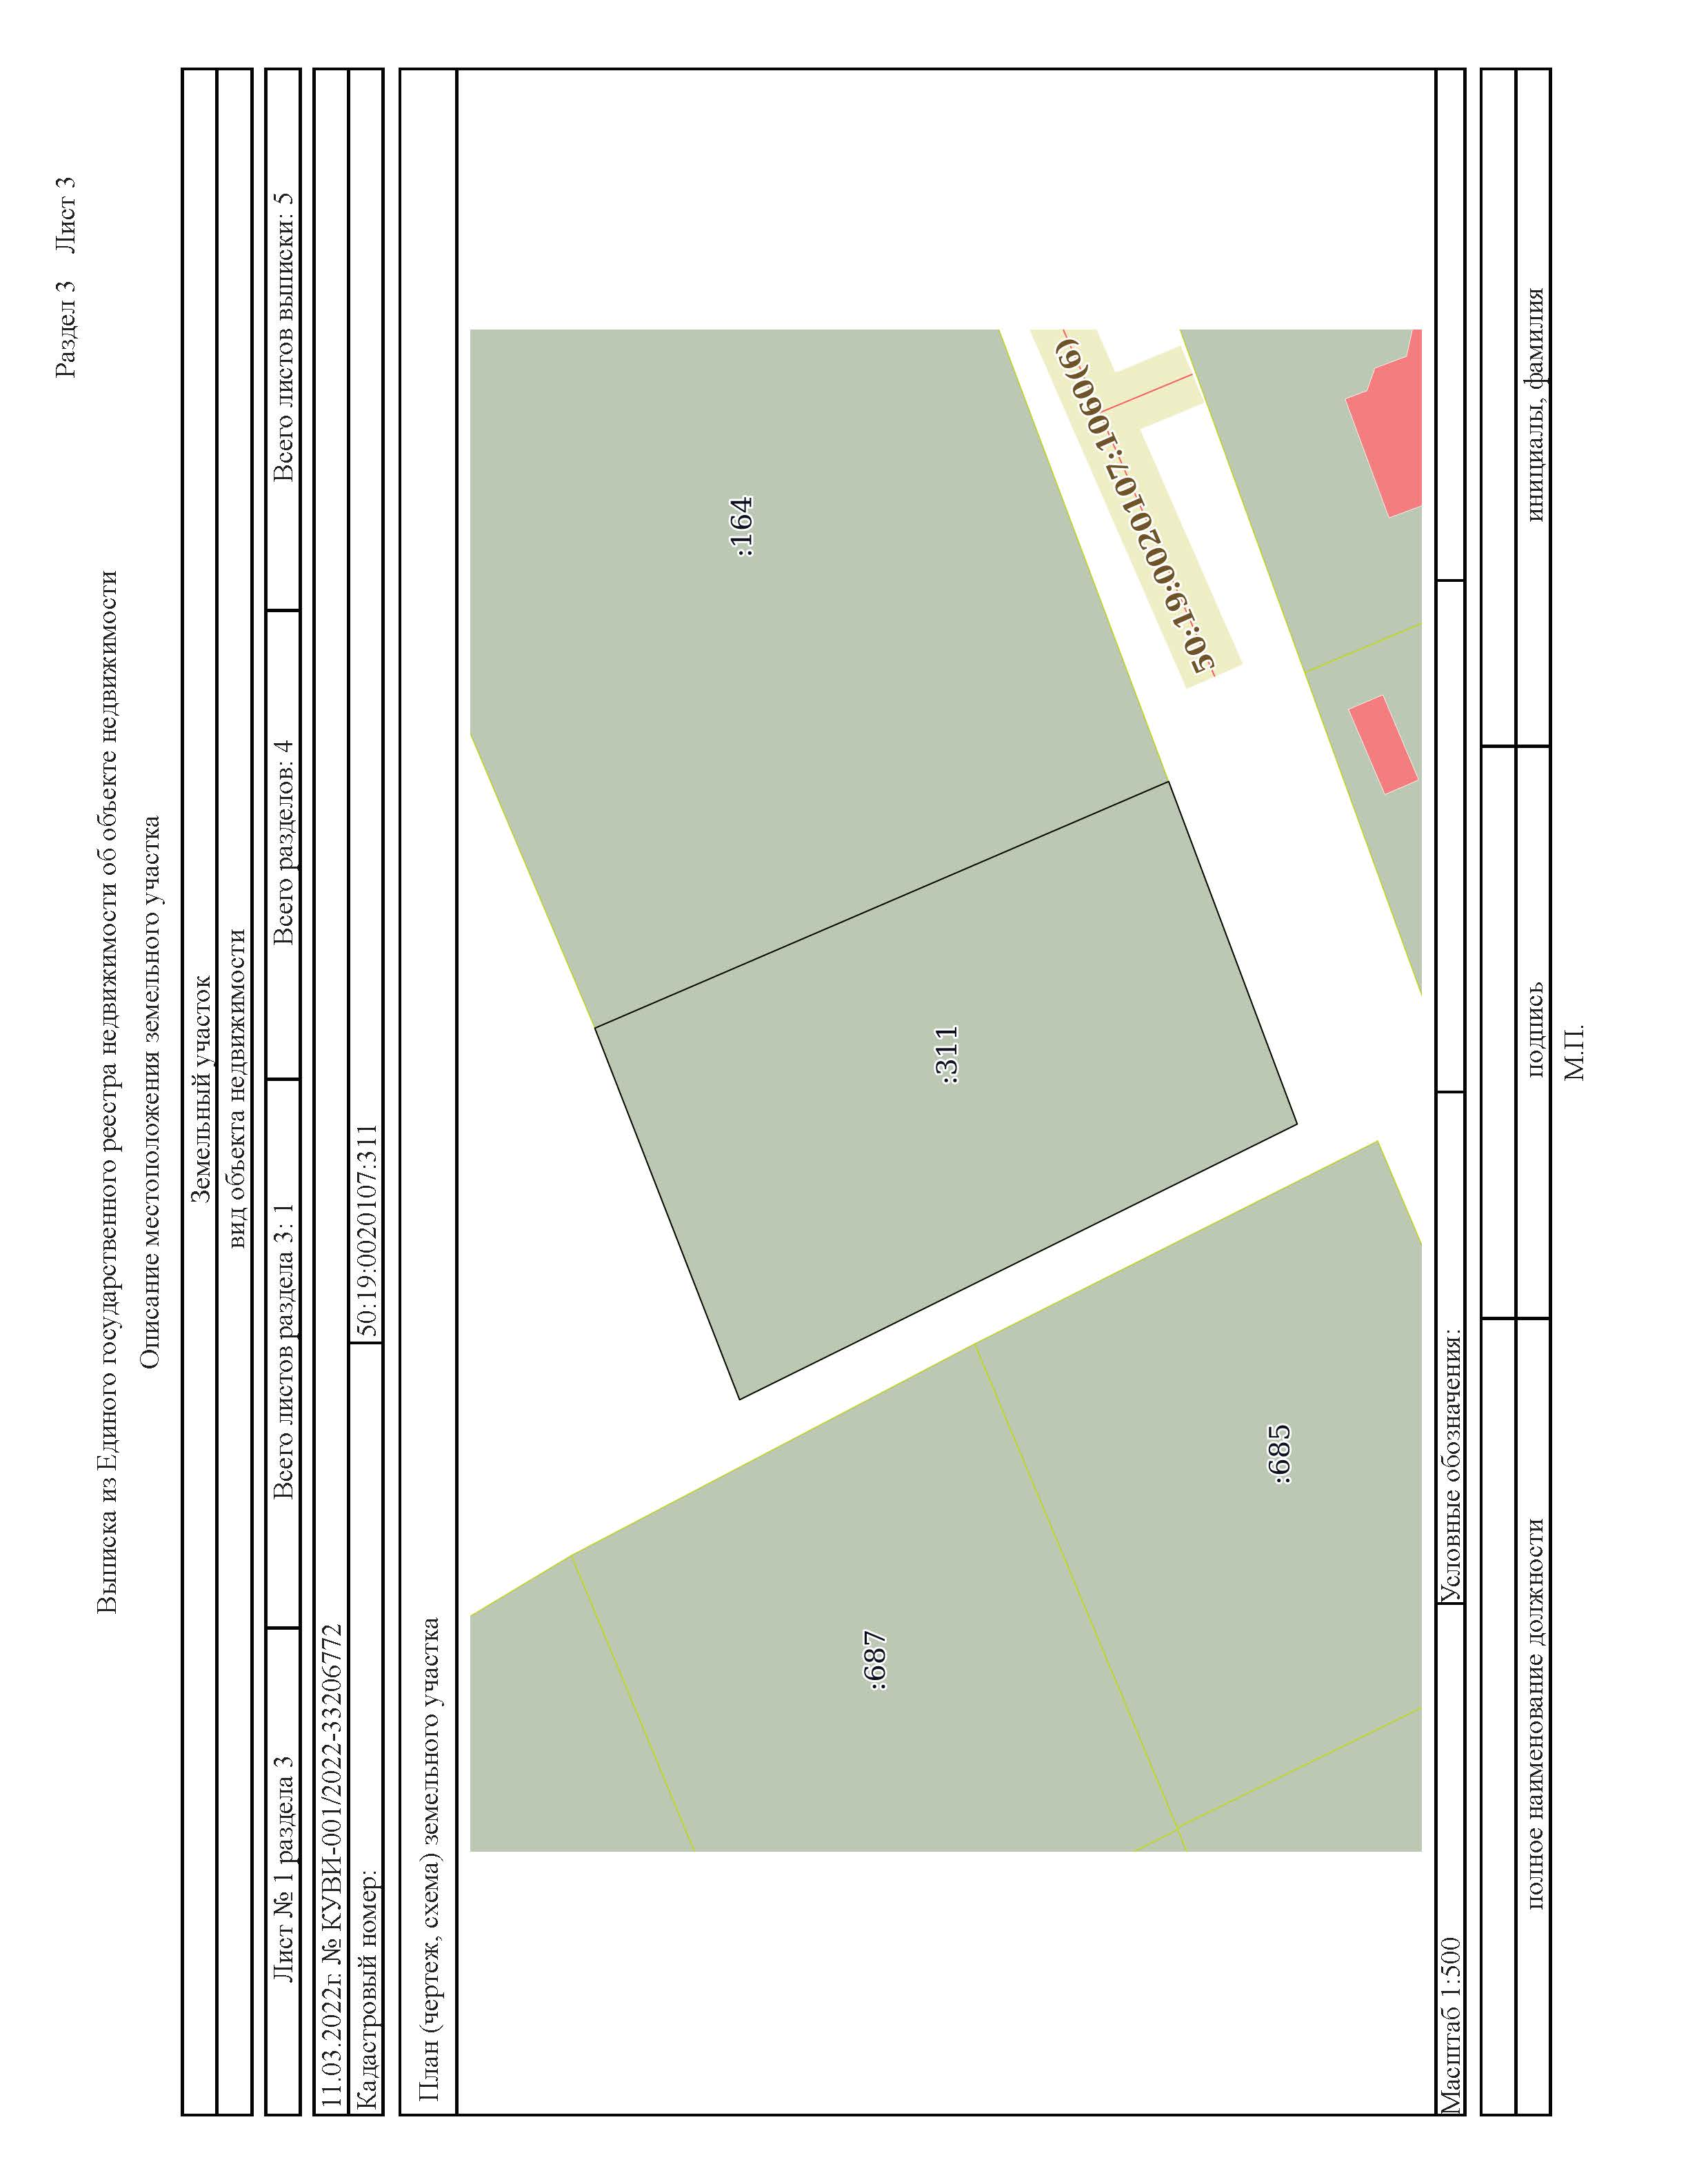 Раздел 3 Лист 3
Выписка из Единого государственного реестра недвижимости об объекте недвижимости
Описание местоположения земельного участка
Земельный участок
вид объекта недвижимости
Лист № 1 раздела 3 Всего листов раздела 3: 1 Всего разделов: 4 Всего листов выписки: 5
11.03.2022г. № КУВИ-001/2022-33206772
Кадастровый номер: 50:19:0020107:311
План (чертеж, схема) земельного участка
:164
:687
:311
50:19:0020107:1060(6)
:685
Масштаб 1:500 Условные обозначения:
полное наименование должности подпись инициалы, фамилия
М.П.